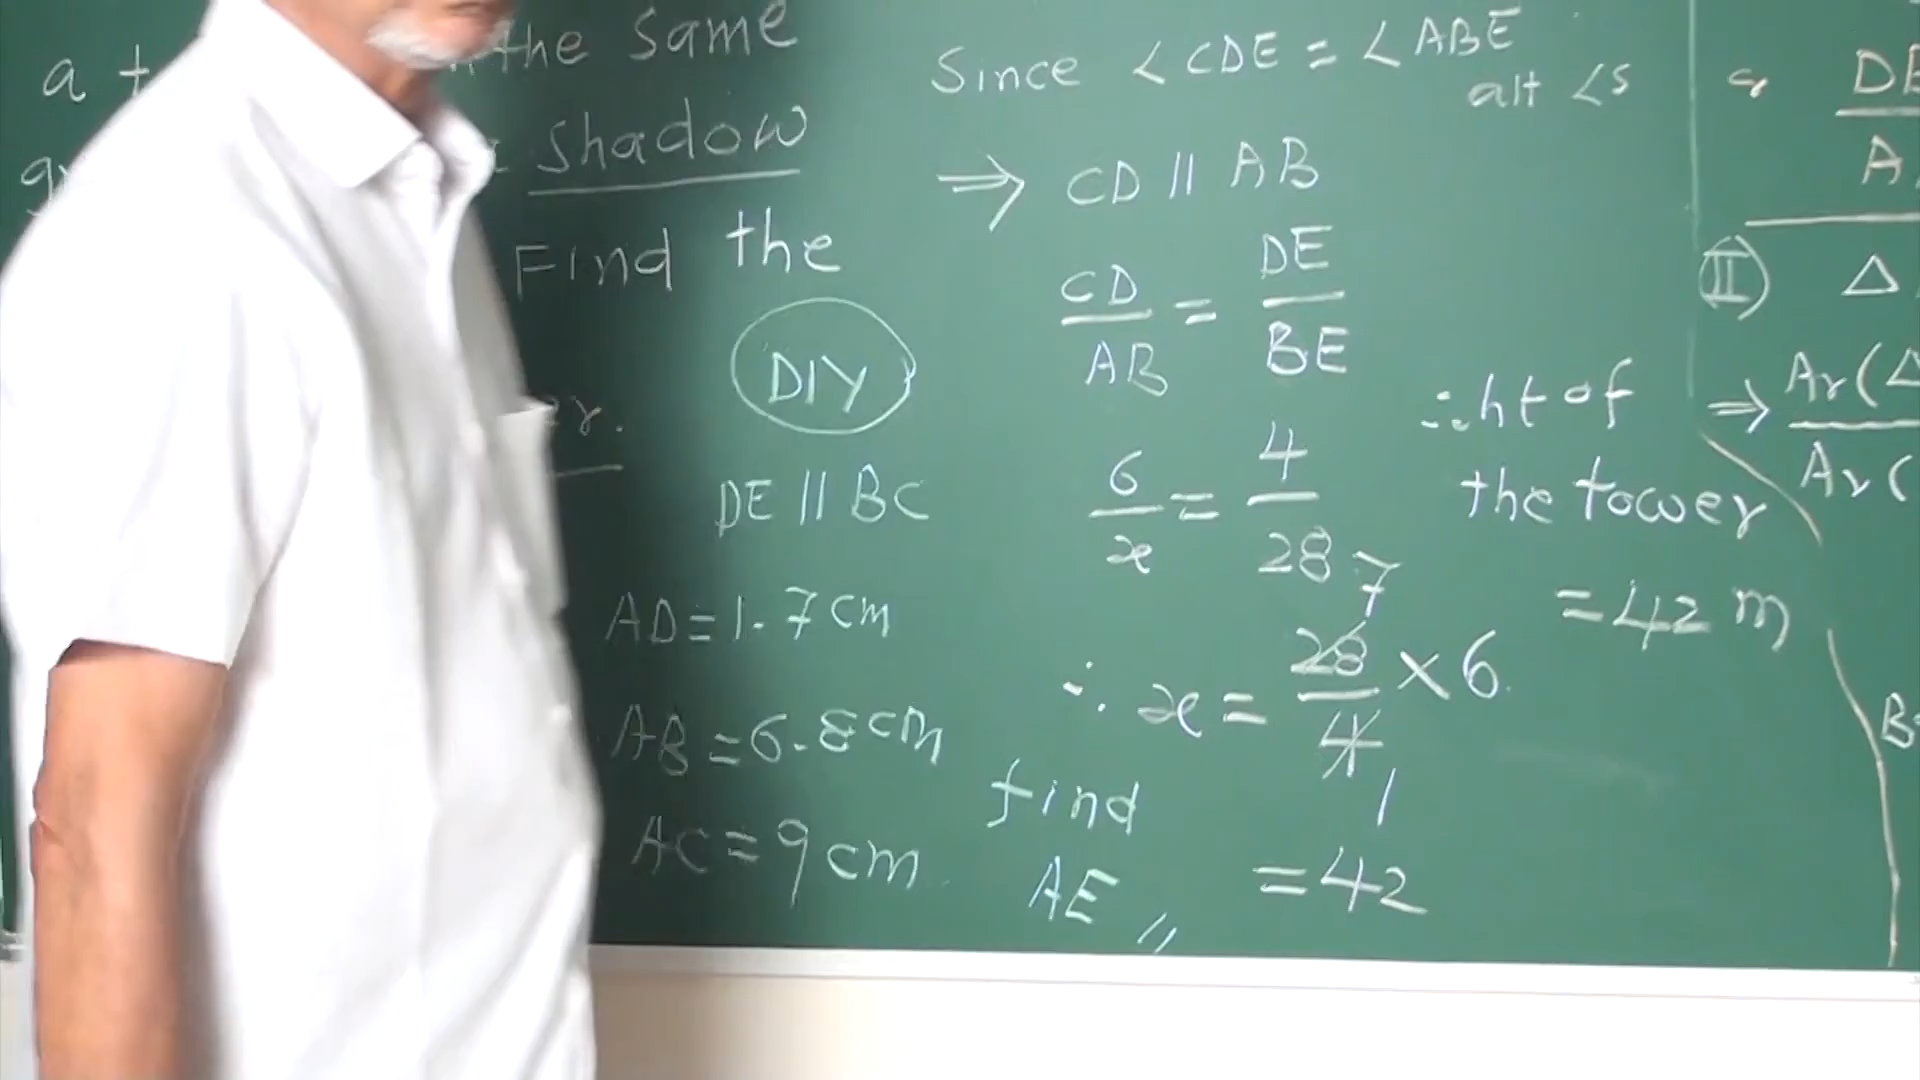 a
the same
shadow
Find the
DIY
DE || BC
AD = 1.7 cm
AB = 6.8 cm
AC = 9 cm.
find
AE //
Since ∠CDE = ∠ABE
alt ∠s
⇒ CD || AB
CD/AB = DE/BE
6/x = 4/28
7
∴ x = 28/4 × 6
1
= 42
∴ ht of
the tower
= 42 m
DE
A
(II) Δ
⇒ Ar(Δ
Ar(
B